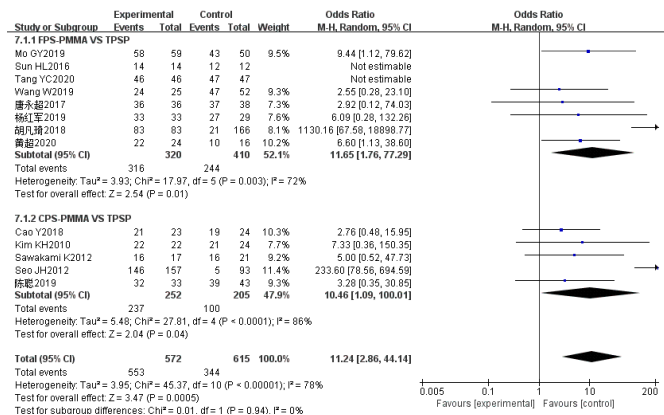 Experimental Control Odds Ratio Odds Ratio
Study or Subgroup Events Total Events Total Weight M-H, Random, 95% CI M-H, Random, 95% CI
7.1.1 FPS-PMMA VS TPSP
Mo GY2019 58 59 43 50 9.5% 9.44 [1.12, 79.62]
Sun HL2016 14 14 12 12 Not estimable
Tang YC2020 46 46 47 47 Not estimable
Wang W2019 24 25 47 52 9.3% 2.55 [0.28, 23.10]
唐永超2017 36 36 37 38 7.1% 2.92 [0.12, 74.03]
杨红军2019 33 33 27 29 7.5% 6.09 [0.28, 132.26]
胡凡琦2018 83 83 21 166 8.1% 1130.16 [67.58, 18898.77]
黄超2020 22 24 10 16 10.2% 6.60 [1.13, 38.60]
Subtotal (95% CI) 320 410 52.1% 11.65 [1.76, 77.29]
Total events 316 244
Heterogeneity: Tau² = 3.93; Chi² = 17.97, df = 5 (P = 0.003); I² = 72%
Test for overall effect: Z = 2.54 (P = 0.01)
7.1.2 CPS-PMMA VS TPSP
Cao Y2018 21 23 19 24 10.3% 2.76 [0.48, 15.95]
Kim KH2010 22 22 21 24 7.7% 7.33 [0.36, 150.35]
Sawakami K2012 16 17 16 21 9.2% 5.00 [0.52, 47.73]
Seo JH2012 146 157 5 93 11.4% 233.60 [78.56, 694.59]
陈聪2019 32 33 39 43 9.2% 3.28 [0.35, 30.85]
Subtotal (95% CI) 252 205 47.9% 10.46 [1.09, 100.01]
Total events 237 100
Heterogeneity: Tau² = 5.48; Chi² = 27.81, df = 4 (P < 0.0001); I² = 86%
Test for overall effect: Z = 2.04 (P = 0.04)
Total (95% CI) 572 615 100.0% 11.24 [2.86, 44.14]
Total events 553 344
Heterogeneity: Tau² = 3.95; Chi² = 45.37, df = 10 (P < 0.00001); I² = 78%
Test for overall effect: Z = 3.47 (P = 0.0005)
Test for subgroup differences: Chi² = 0.01, df = 1 (P = 0.94), I² = 0%
0.005 0.1 1 10 200
Favours [experimental] Favours [control]